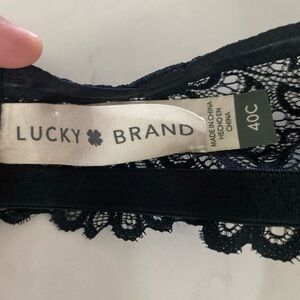 LUCKY BRAND
MADE IN CHINA
HECHO EN
CHINA
40C